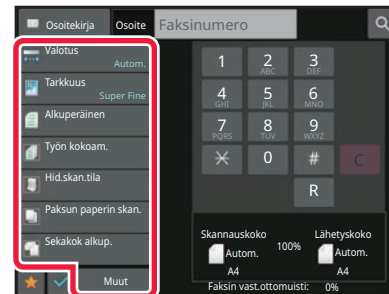 Osoitekirja
Osoite
Faksinumero
Valotus
Autom.
Tarkkuus
Super Fine
Alkuperäinen
Työn kokoam.
Hid.skan.tila
Paksun paperin skan.
Sekakok alkup.
Muut
1
2
ABC
3
DEF
4
GHI
5
JKL
6
MNO
7
PQRS
8
TUV
9
WXYZ
0
#
C
R
Skannauskoko
Lähetyskoko
Autom.
100%
Autom.
A4
A4
Faksin vast.ottomuisti: 0%